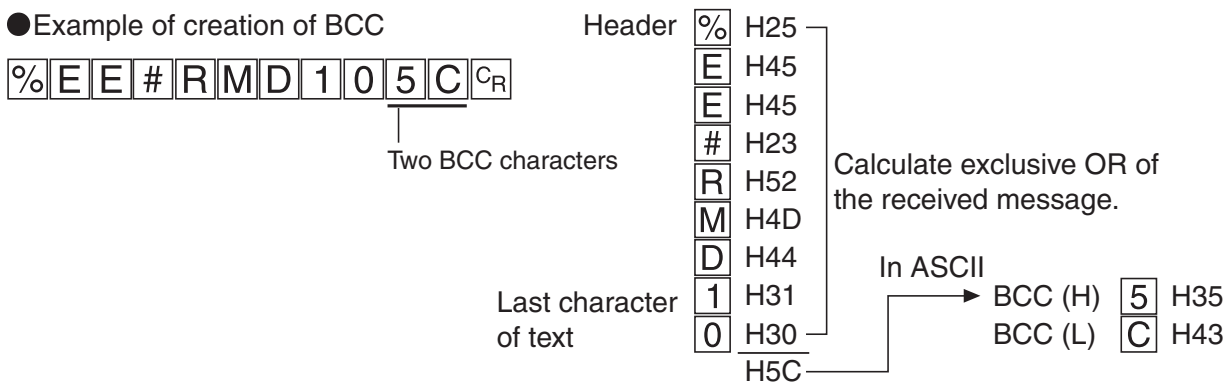 ●Example of creation of BCC
%EE#RMD105CCR
Two BCC characters
Header % H25
E H45
E H45
# H23
R H52
M H4D
D H44
Last character of text
1 H31
0 H30
H5C
Calculate exclusive OR of
the received message.
In ASCII
BCC (H) 5 H35
BCC (L) C H43